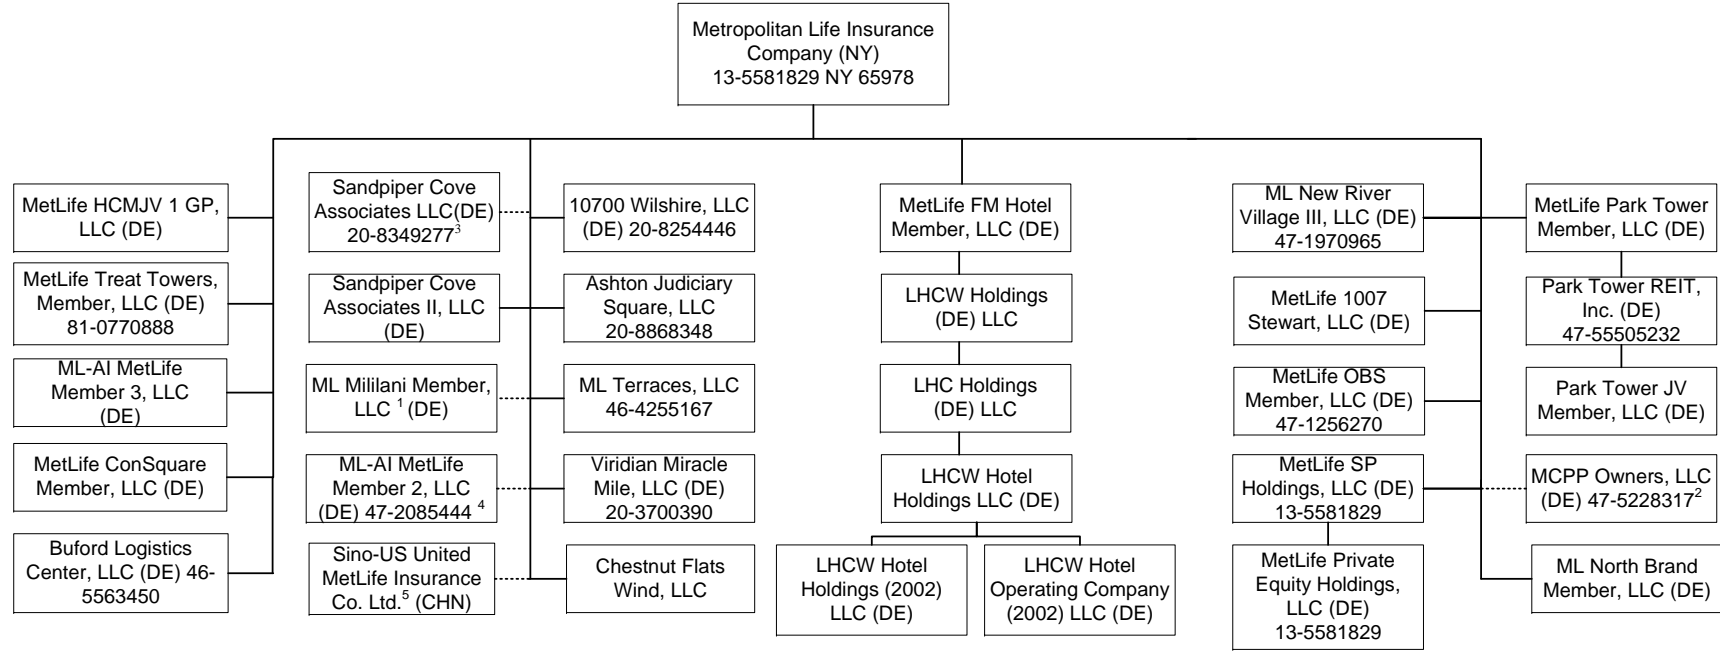 Metropolitan Life Insurance
Company (NY)
13-5581829 NY 65978
MetLife HCMJV 1 GP,
LLC (DE)
MetLife Treat Towers,
Member, LLC (DE)
81-0770888
ML-AI MetLife
Member 3, LLC
(DE)
MetLife ConSquare
Member, LLC (DE)
Buford Logistics
Center, LLC (DE) 46-
5563450
Sandpiper Cove
Associates LLC(DE)
20-8349277³
Sandpiper Cove
Associates II, LLC
(DE)
ML Mililani Member,
LLC ¹ (DE)
ML-AI MetLife
Member 2, LLC
(DE) 47-2085444 ⁴
Sino-US United
MetLife Insurance
Co. Ltd.⁵ (CHN)
10700 Wilshire, LLC
(DE) 20-8254446
Ashton Judiciary
Square, LLC
20-8868348
ML Terraces, LLC
46-4255167
Viridian Miracle
Mile, LLC (DE)
20-3700390
Chestnut Flats
Wind, LLC
MetLife FM Hotel
Member, LLC (DE)
LHCW Holdings
(DE) LLC
LHC Holdings
(DE) LLC
LHCW Hotel
Holdings LLC (DE)
LHCW Hotel
Holdings (2002)
LLC (DE)
LHCW Hotel
Operating Company
(2002) LLC (DE)
ML New River
Village III, LLC (DE)
47-1970965
MetLife 1007
Stewart, LLC (DE)
MetLife OBS
Member, LLC (DE)
47-1256270
MetLife SP
Holdings, LLC (DE)
13-5581829
MetLife Private
Equity Holdings,
LLC (DE)
13-5581829
MetLife Park Tower
Member, LLC (DE)
Park Tower REIT,
Inc. (DE)
47-55505232
Park Tower JV
Member, LLC (DE)
MCPP Owners, LLC
(DE) 47-5228317²
ML North Brand
Member, LLC (DE)